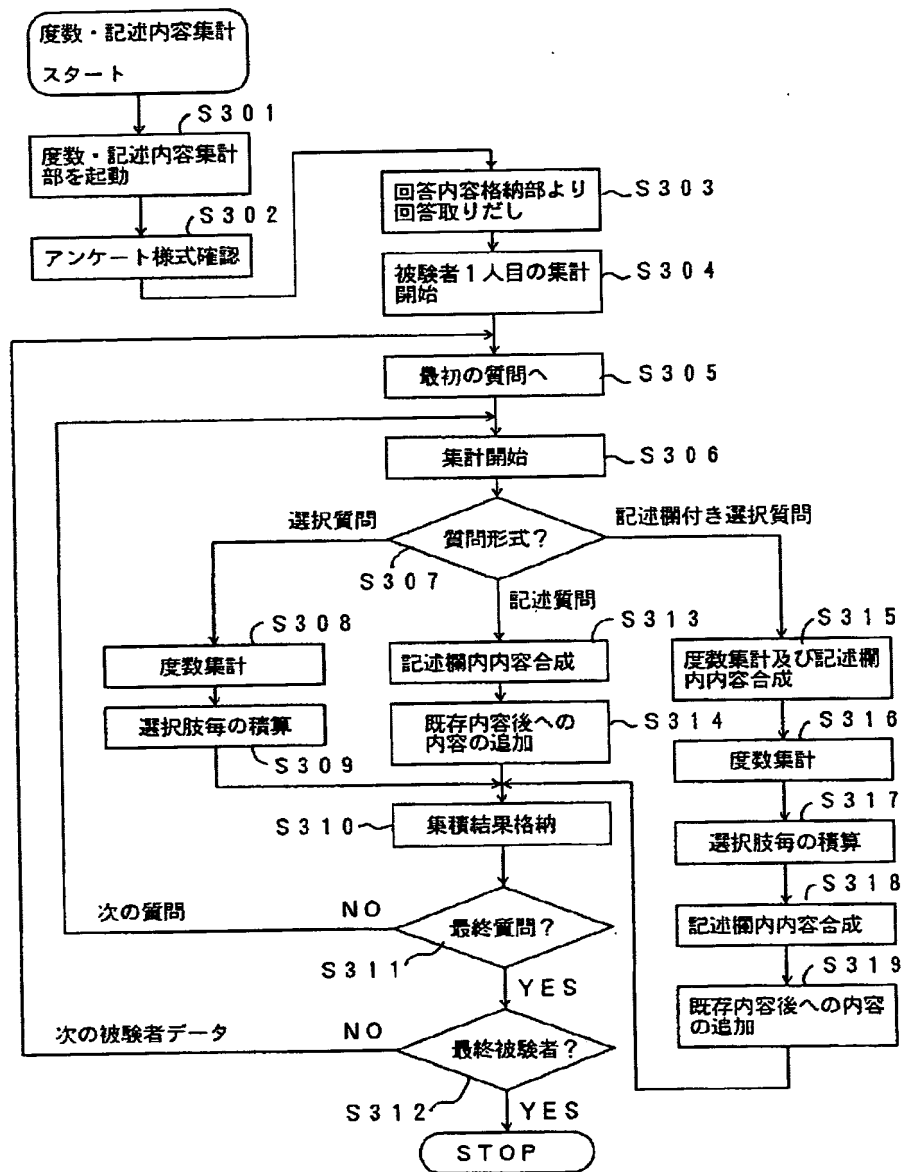 度数・記述内容集計
スタート
S301
度数・記述内容集計
部を起動
S302
アンケート様式確認
回答内容格納部より
回答取りだし
S303
被験者1人目の集計
開始
S304
最初の質問へ
S305
集計開始
S306
選択質問
質問形式?
記述欄付き選択質問
S307
記述質問
S308
度数集計
選択肢毎の積算
S309
S313
記述欄内内容合成
既存内容後への
内容の追加
S314
S315
度数集計及び記述欄
内内容合成
S316
度数集計
S317
選択肢毎の積算
S318
記述欄内内容合成
S319
既存内容後への内容
の追加
S310
集積結果格納
次の質問
NO
最終質問?
S311
YES
次の被験者データ
NO
最終被験者?
S312
YES
STOP